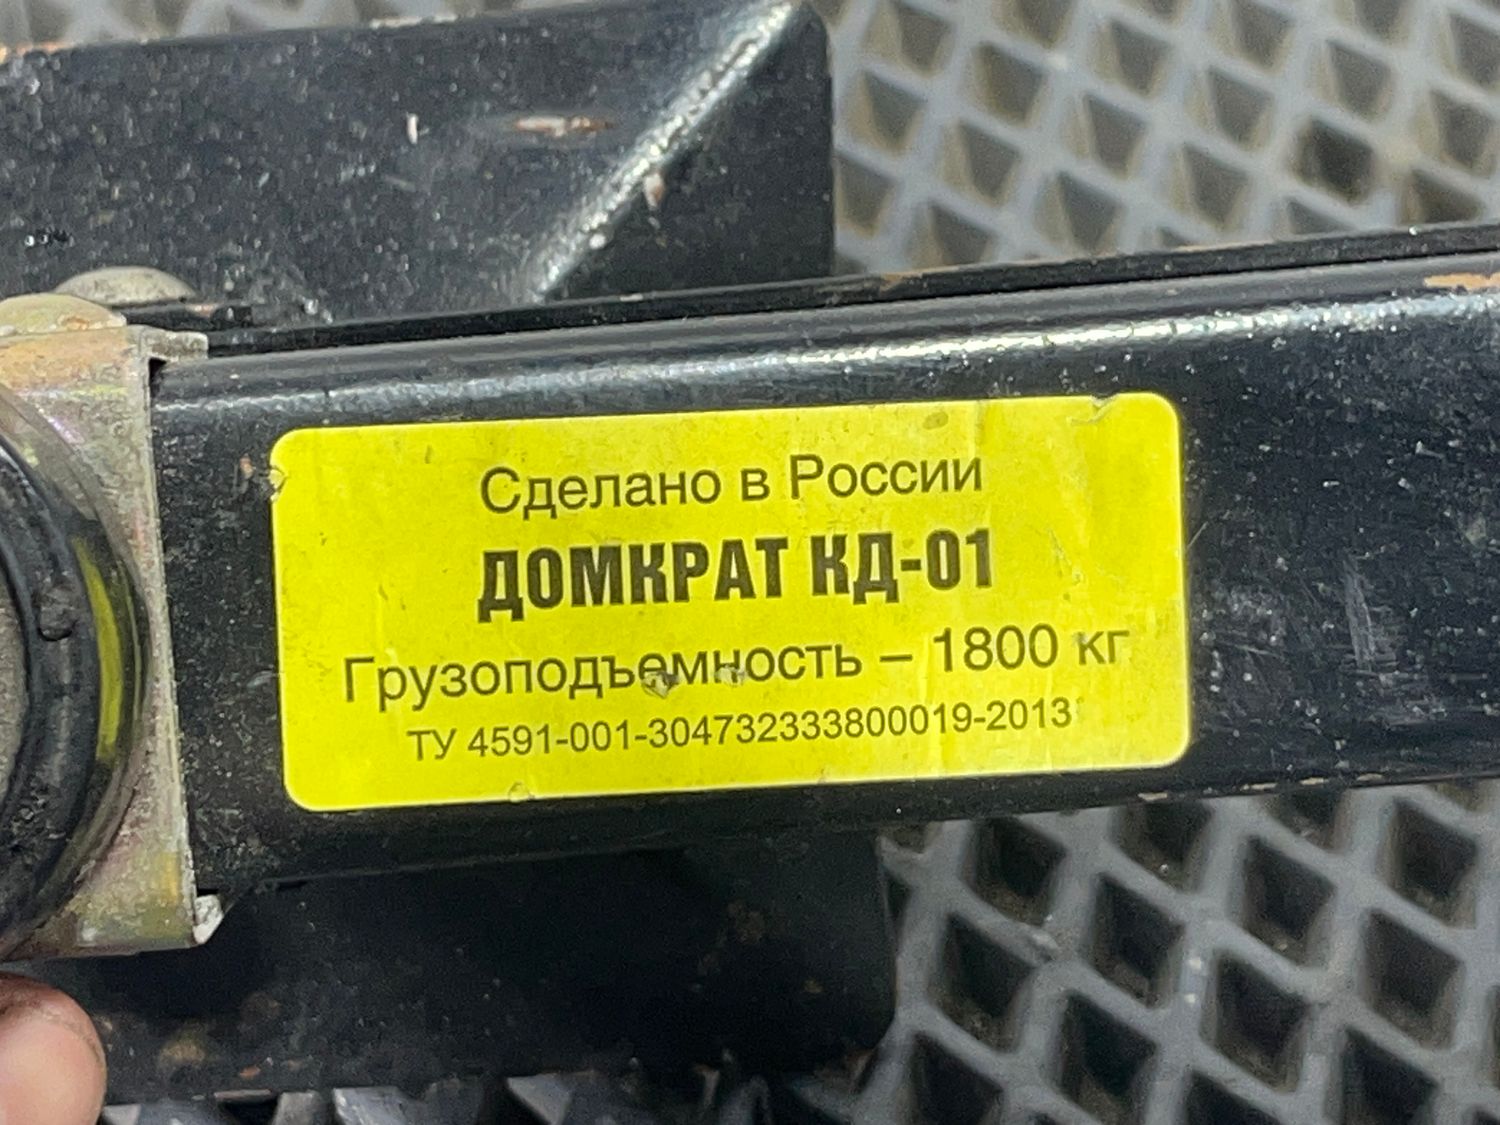 Сделано в России
ДОМКРАТ КД-01
Грузоподъемность – 1800 кг
ТУ 4591-001-304732333800019-2013